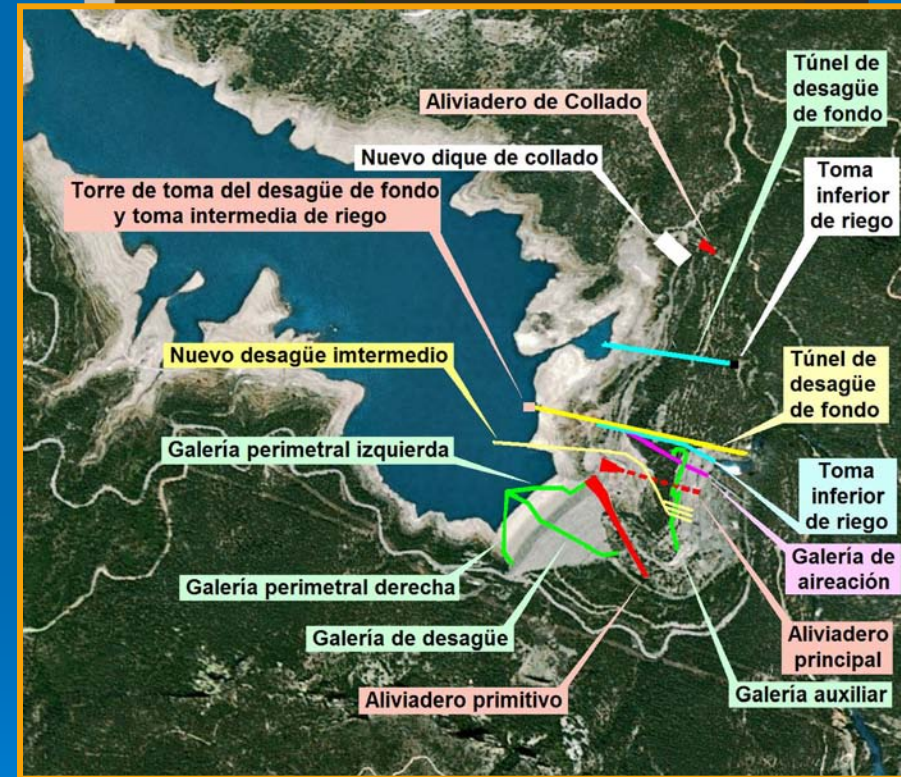 Túnel de
desagüe
de fondo
Aliviadero de Collado
Nuevo dique de collado
Toma
inferior
de riego
Torre de toma del desagüe de fondo
y toma intermedia de riego
Nuevo desagüe imtermedio
Túnel de
desagüe
de fondo
Galería perimetral izquierda
Toma
inferior
de riego
Galería de
aireación
Galería perimetral derecha
Galería de desagüe
Aliviadero
principal
Aliviadero primitivo
Galería auxiliar